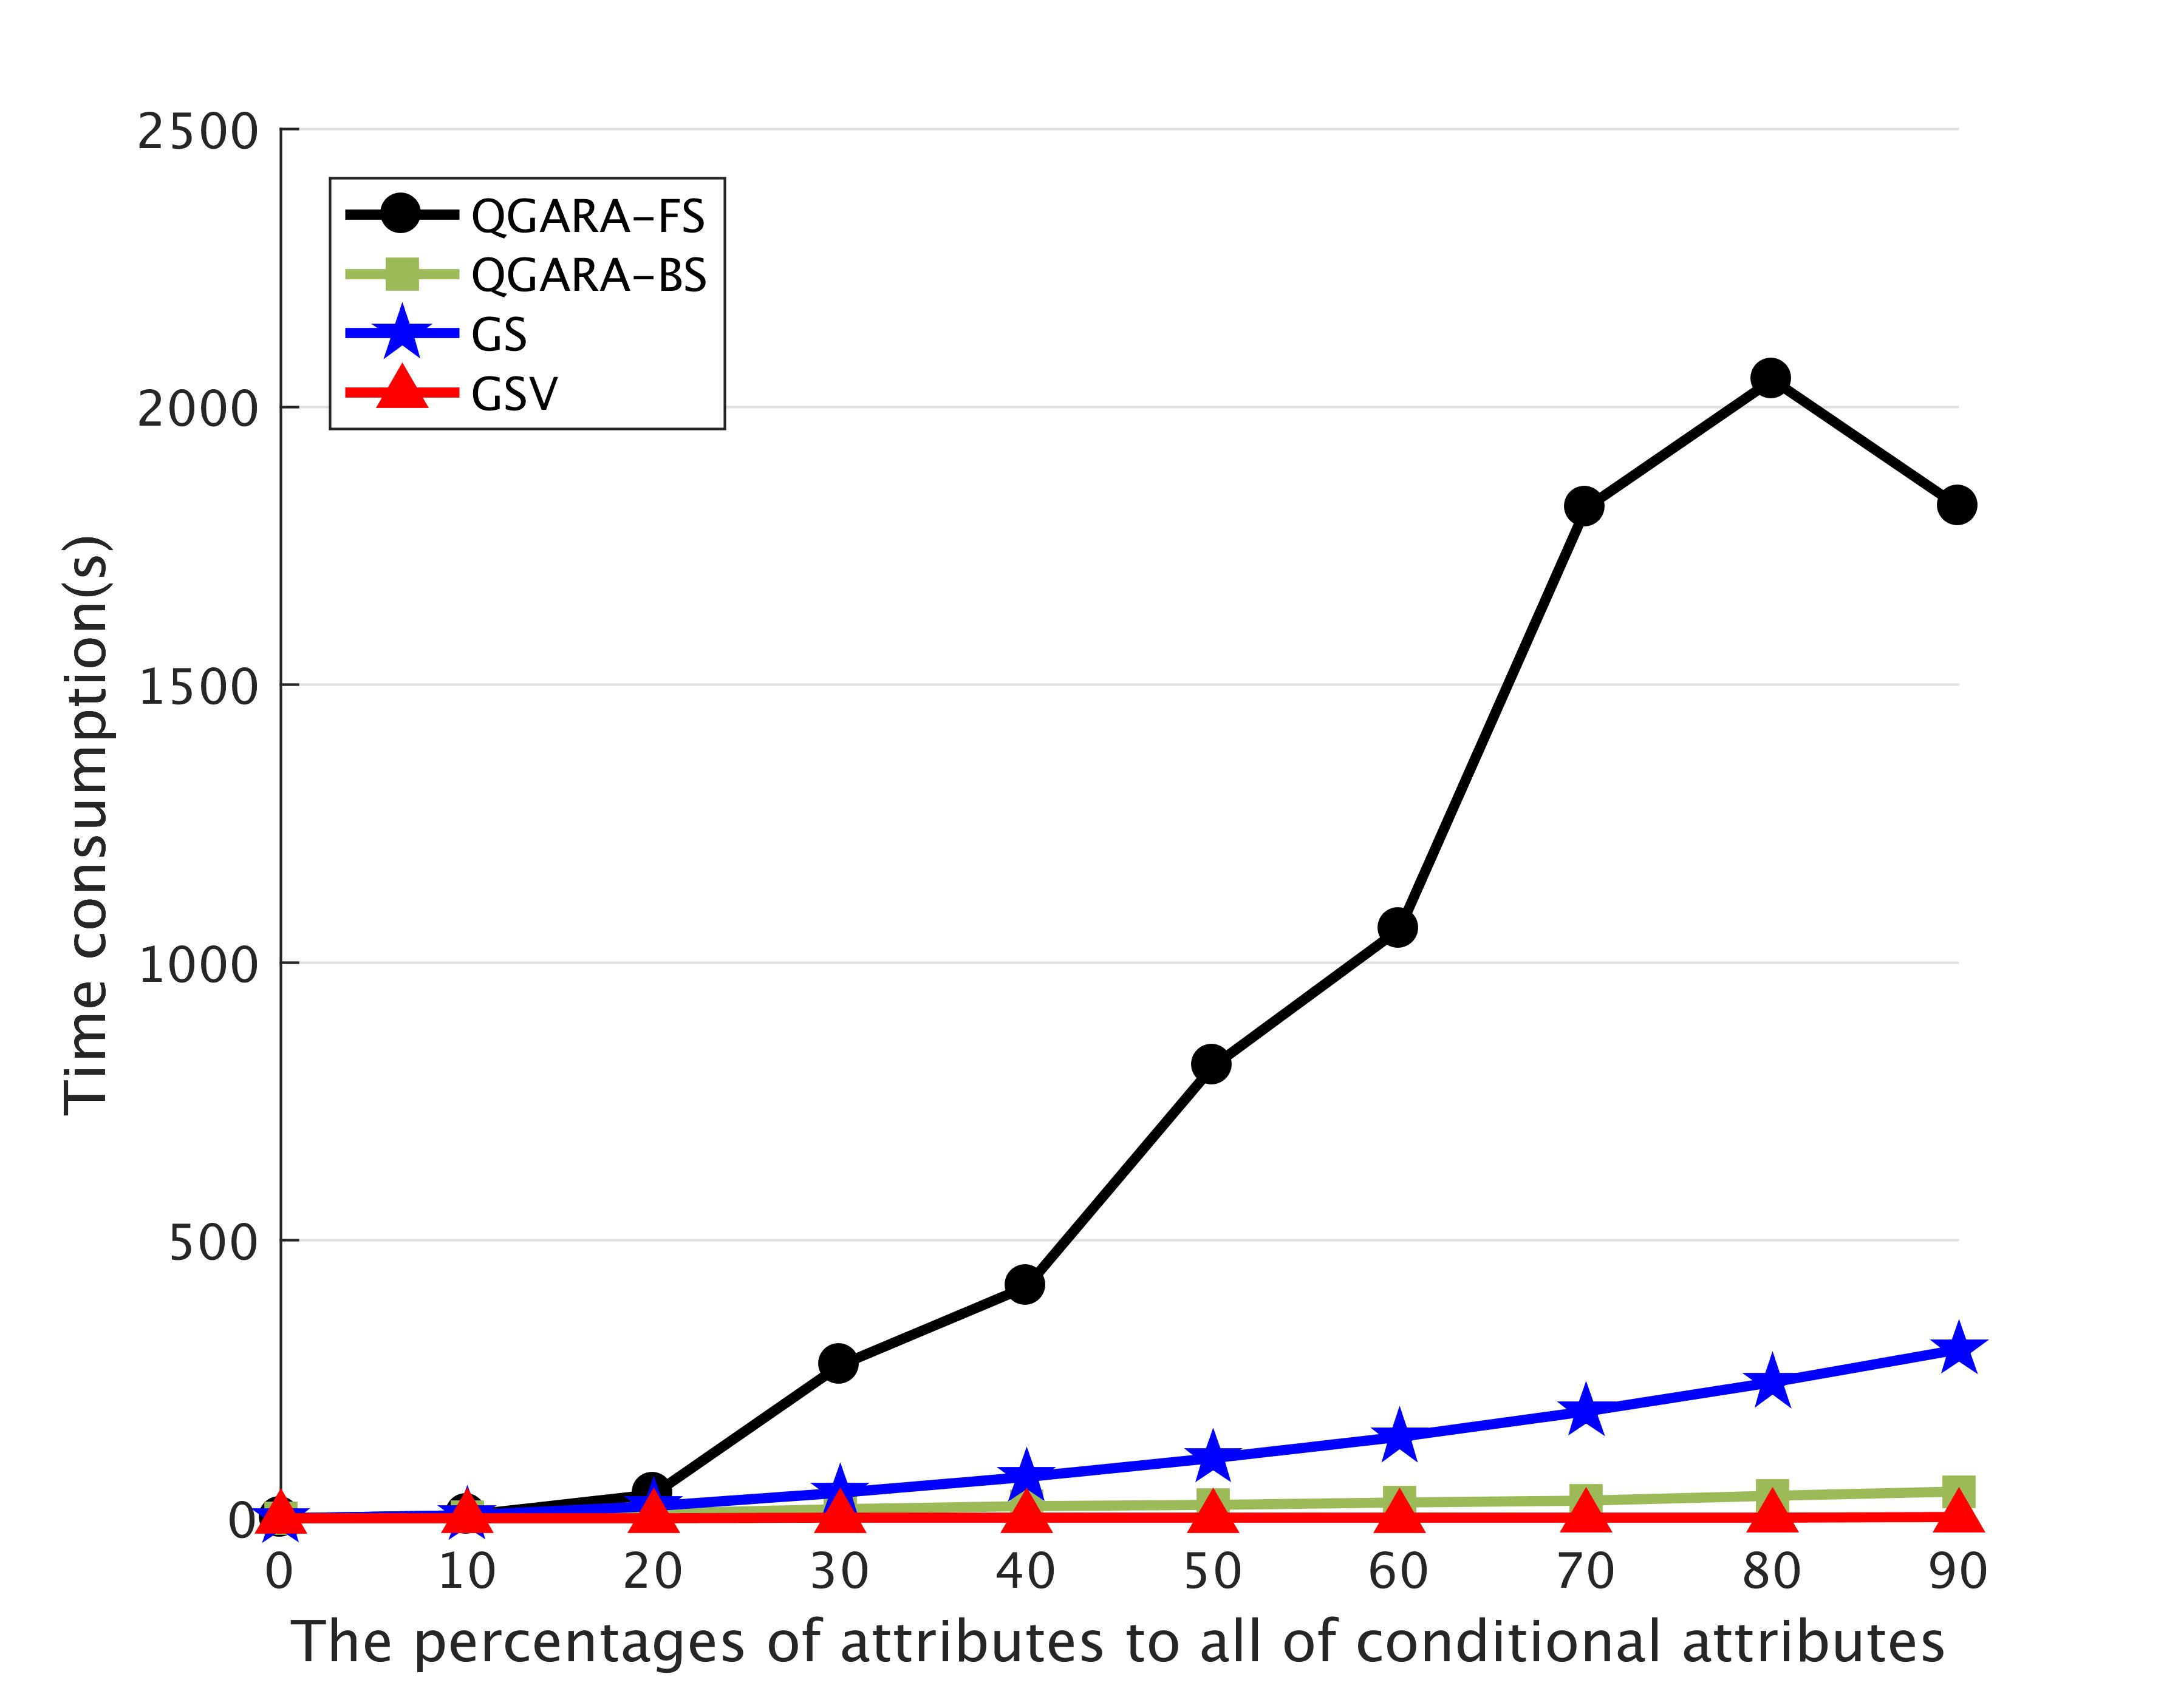 2500
2000
1500
1000
500
0
Time consumption(s)
QGARA-FS
QGARA-BS
GS
GSV
0 10 20 30 40 50 60 70 80 90
The percentages of attributes to all of conditional attributes